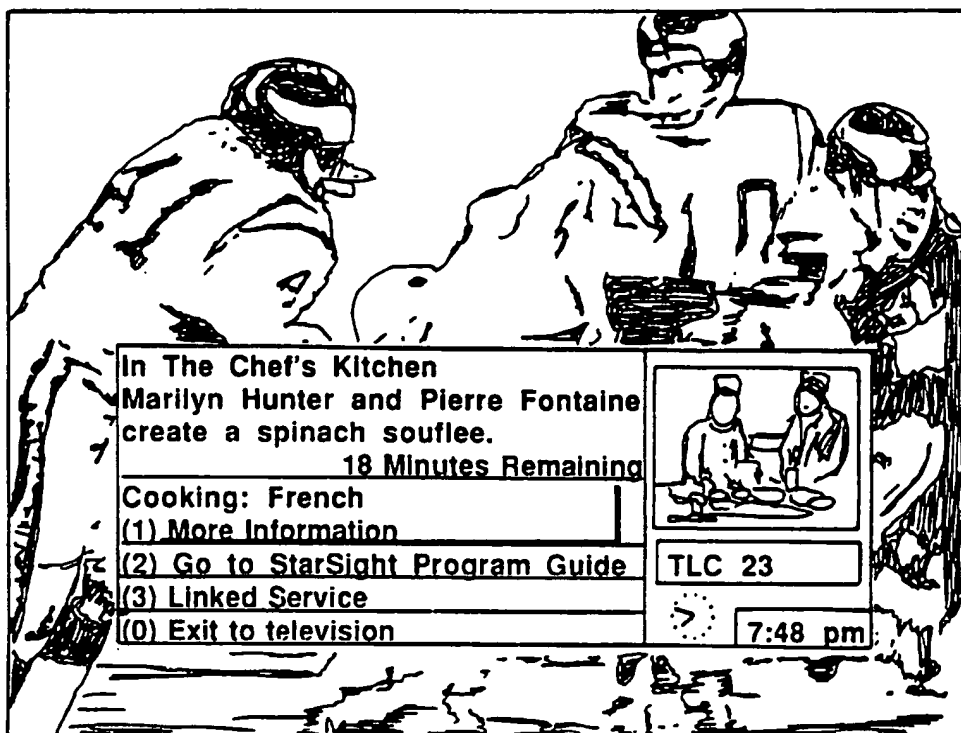 In The Chef's Kitchen
Marilyn Hunter and Pierre Fontaine
create a spinach souflee.
18 Minutes Remaining
Cooking: French
(1) More Information
(2) Go to StarSight Program Guide
(3) Linked Service
(0) Exit to television
TLC 23
7:48 pm